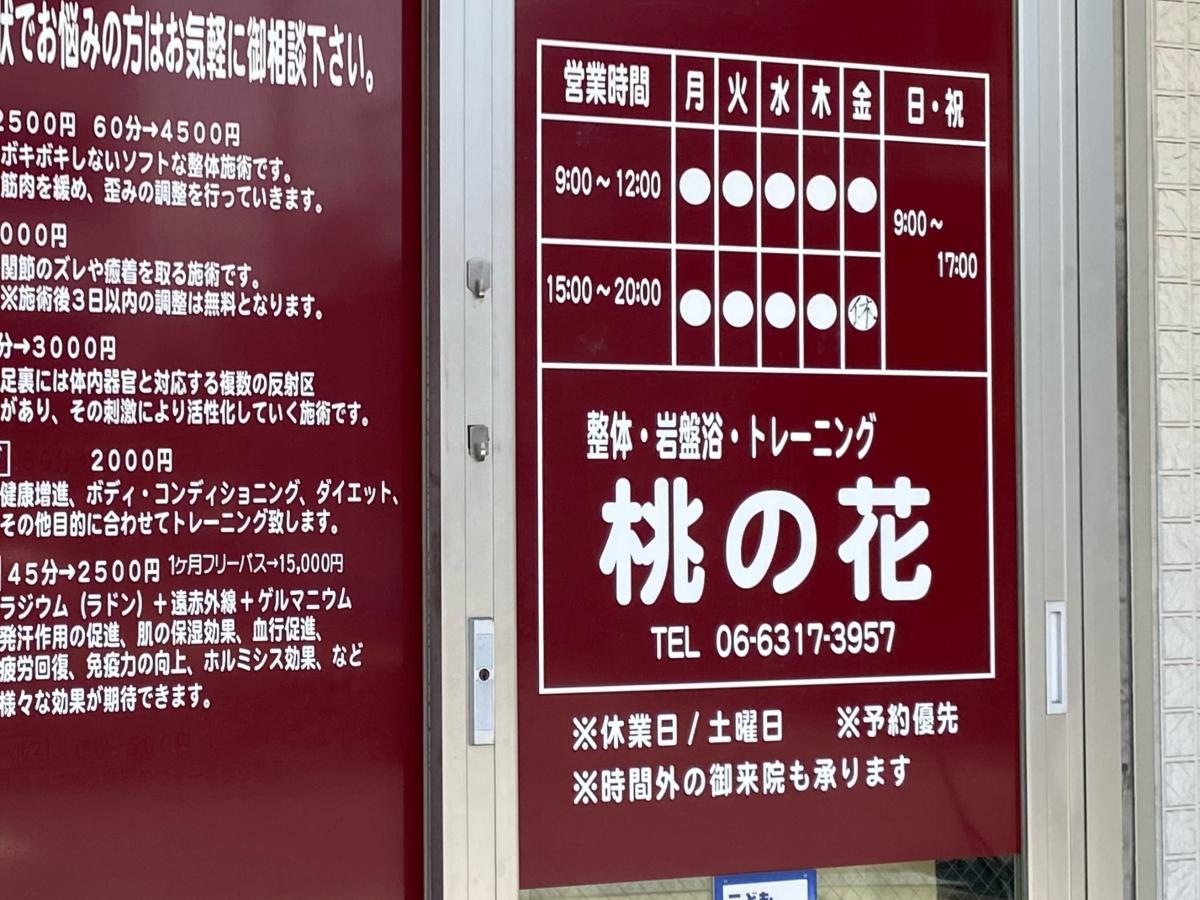 状でお悩みの方はお気軽に御相談下さい。
2500円 60分→4500円
ボキボキしないソフトな整体施術です。
筋肉を緩め、歪みの調整を行っていきます。
000円
関節のズレや癒着を取る施術です。
※施術後3日以内の調整は無料となります。
分→3000円
足裏には体内器官と対応する複数の反射区
があり、その刺激により活性化していく施術です。
2000円
健康増進、ボディ・コンディショニング、ダイエット、
その他目的に合わせてトレーニング致します。
45分→2500円 1ヶ月フリーパス→15,000円
ラジウム（ラドン）＋遠赤外線＋ゲルマニウム
発汗作用の促進、肌の保湿効果、血行促進、
疲労回復、免疫力の向上、ホルミシス効果、など
様々な効果が期待できます。
営業時間 月 火 水 木 金 日・祝
9:00～12:00 ● ● ● ● ● 9:00～
17:00
15:00～20:00 ● ● ● ● 休
整体・岩盤浴・トレーニング
桃の花
TEL 06-6317-3957
※休業日/土曜日 ※予約優先
※時間外の御来院も承ります